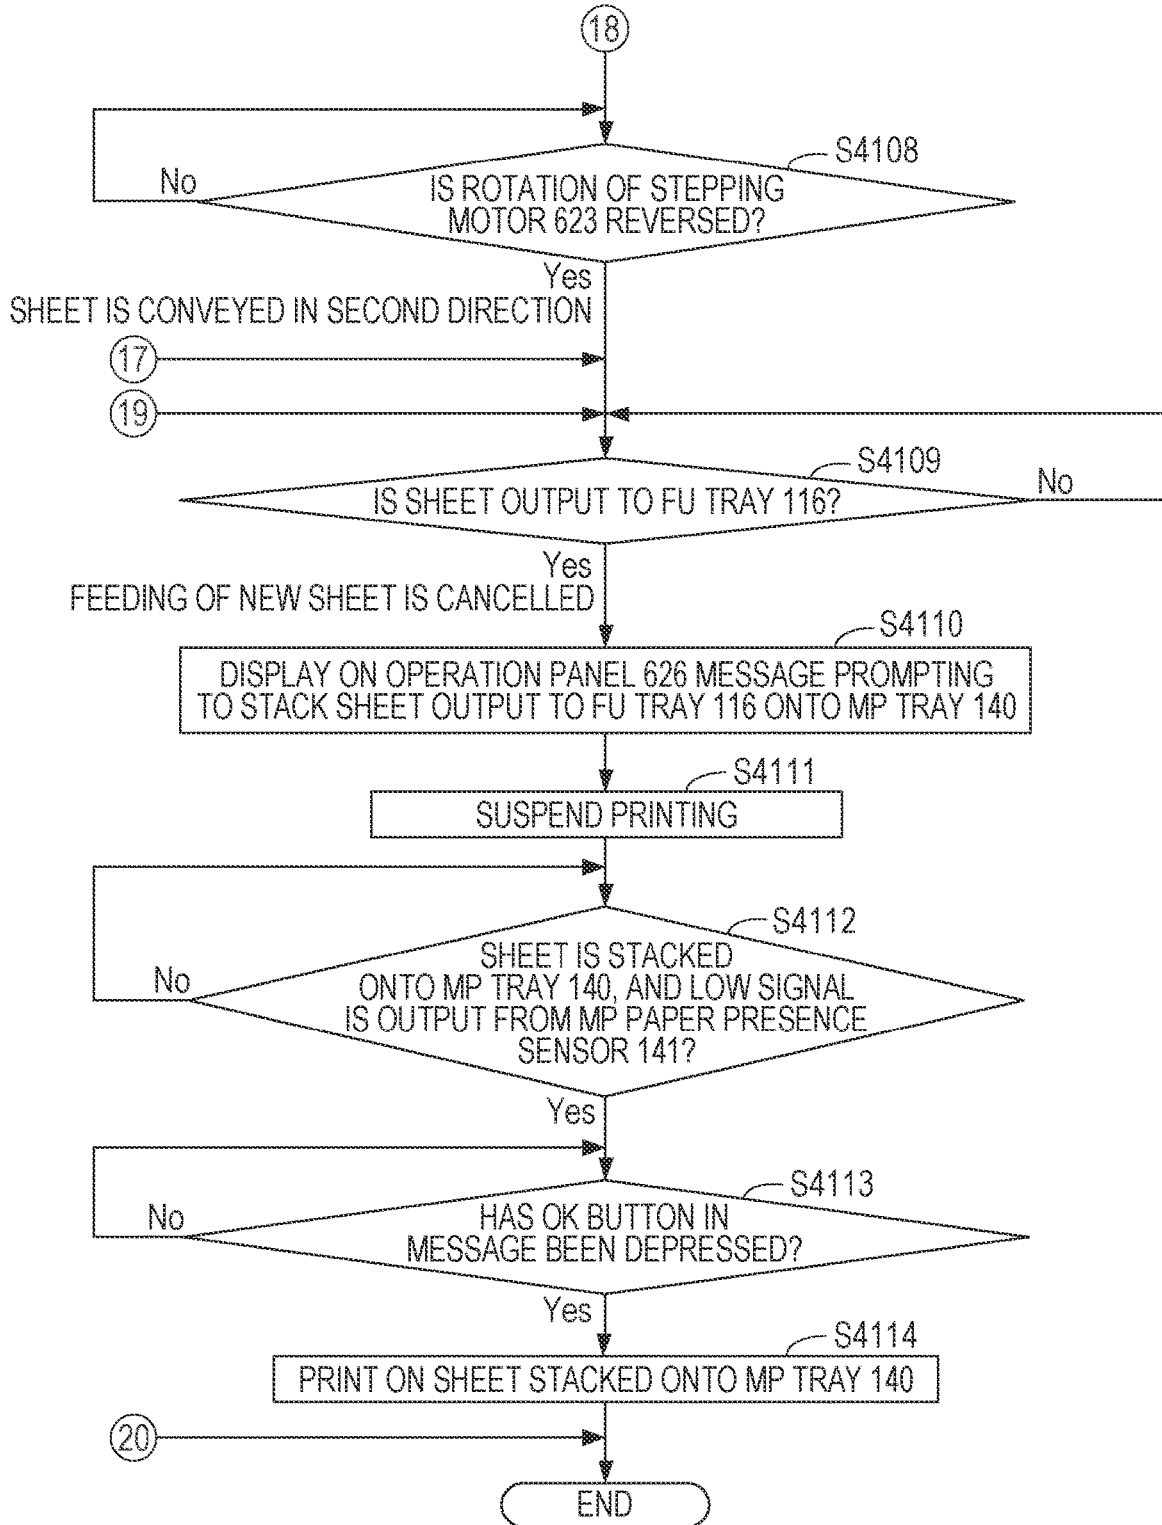 18
S4108
No
IS ROTATION OF STEPPING
MOTOR 623 REVERSED?
Yes
SHEET IS CONVEYED IN SECOND DIRECTION
17
19
S4109
No
IS SHEET OUTPUT TO FU TRAY 116?
Yes
FEEDING OF NEW SHEET IS CANCELLED
S4110
DISPLAY ON OPERATION PANEL 626 MESSAGE PROMPTING
TO STACK SHEET OUTPUT TO FU TRAY 116 ONTO MP TRAY 140
S4111
SUSPEND PRINTING
S4112
No
SHEET IS STACKED
ONTO MP TRAY 140, AND LOW SIGNAL
IS OUTPUT FROM MP PAPER PRESENCE
SENSOR 141?
Yes
S4113
No
HAS OK BUTTON IN
MESSAGE BEEN DEPRESSED?
Yes
S4114
PRINT ON SHEET STACKED ONTO MP TRAY 140
20
END